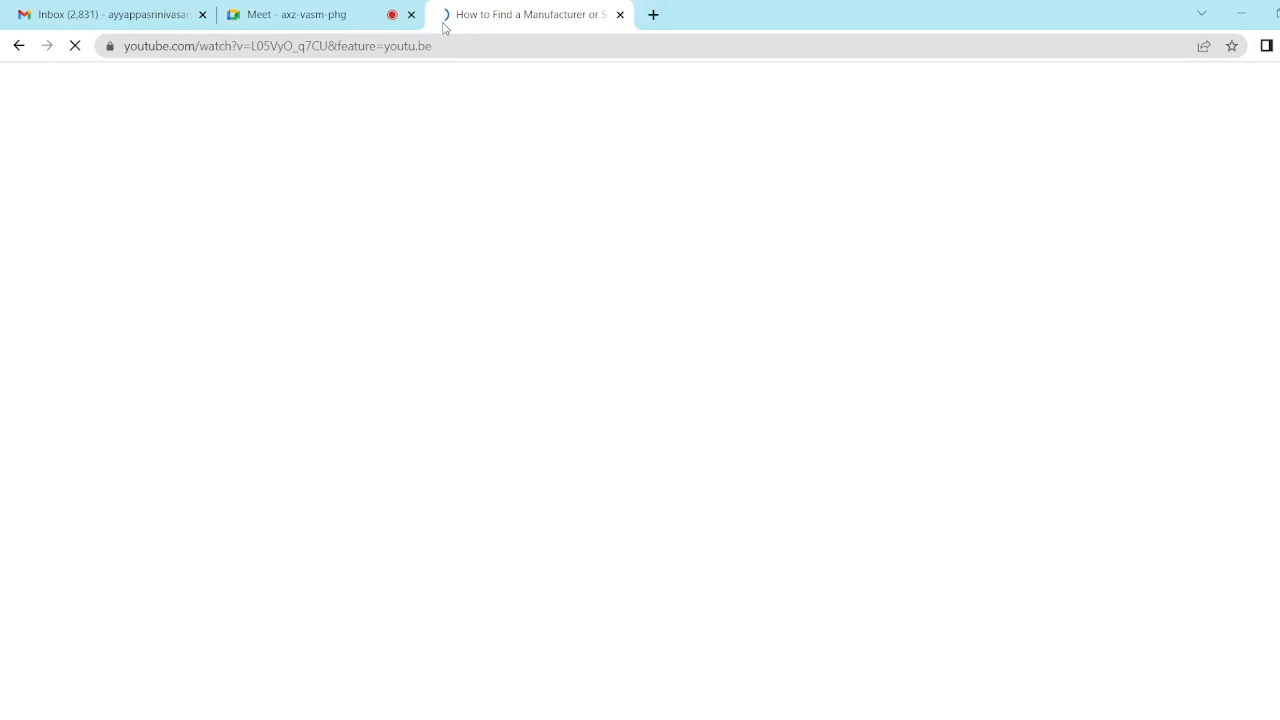 Inbox (2,831) - ayyappasrinivasan
Meet - axz-vasm-phg
How to Find a Manufacturer or S
youtube.com/watch?v=L05VyO_q7CU&feature=youtu.be